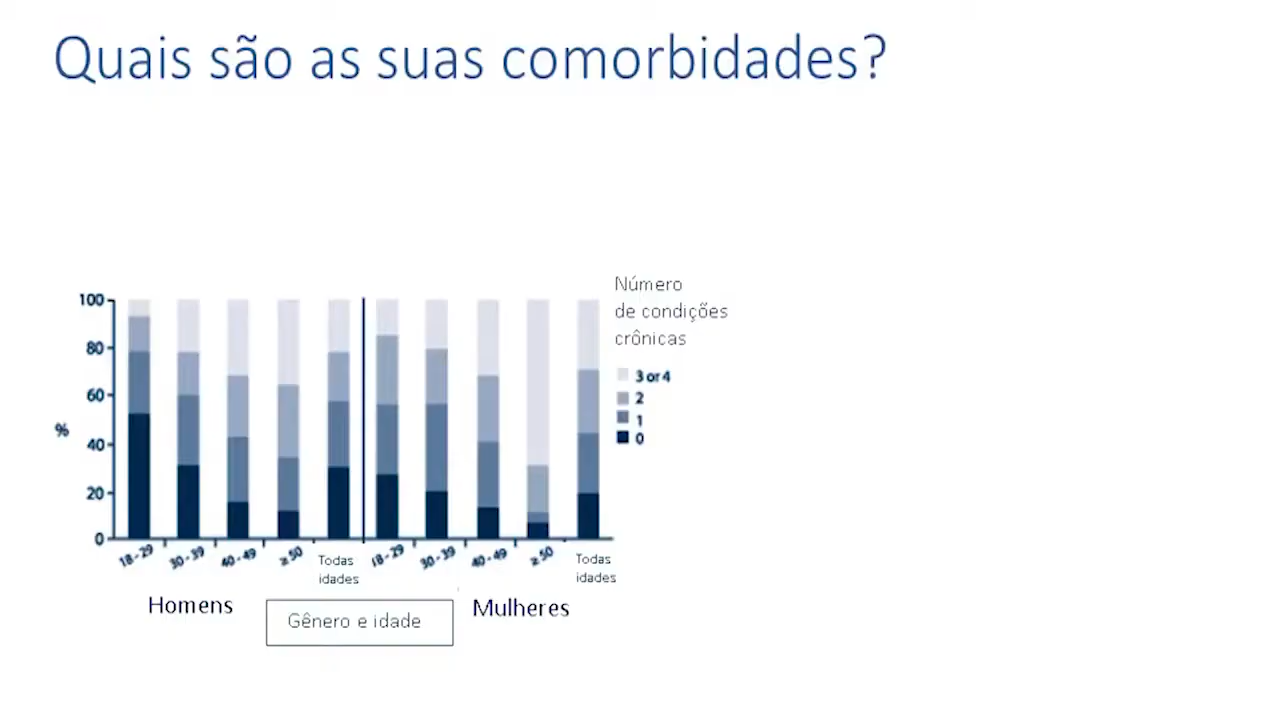 Quais são as suas comorbidades?
Número
de condições
crônicas
3 or 4
2
1
0
100
80
60
%
40
20
0
18 - 29
30 - 39
40 - 49
≥ 50
Todas
idades
18 - 29
30 - 39
40 - 49
≥ 50
Todas
idades
Homens
Gênero e idade
Mulheres